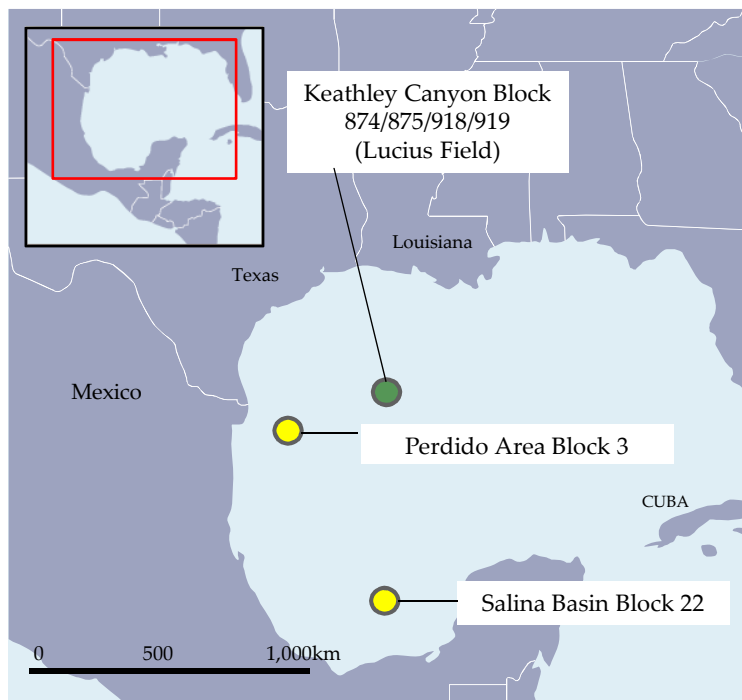 Keathley Canyon Block
874/875/918/919
(Lucius Field)
Louisiana
Texas
Mexico
Perdido Area Block 3
CUBA
Salina Basin Block 22
0 500 1,000km